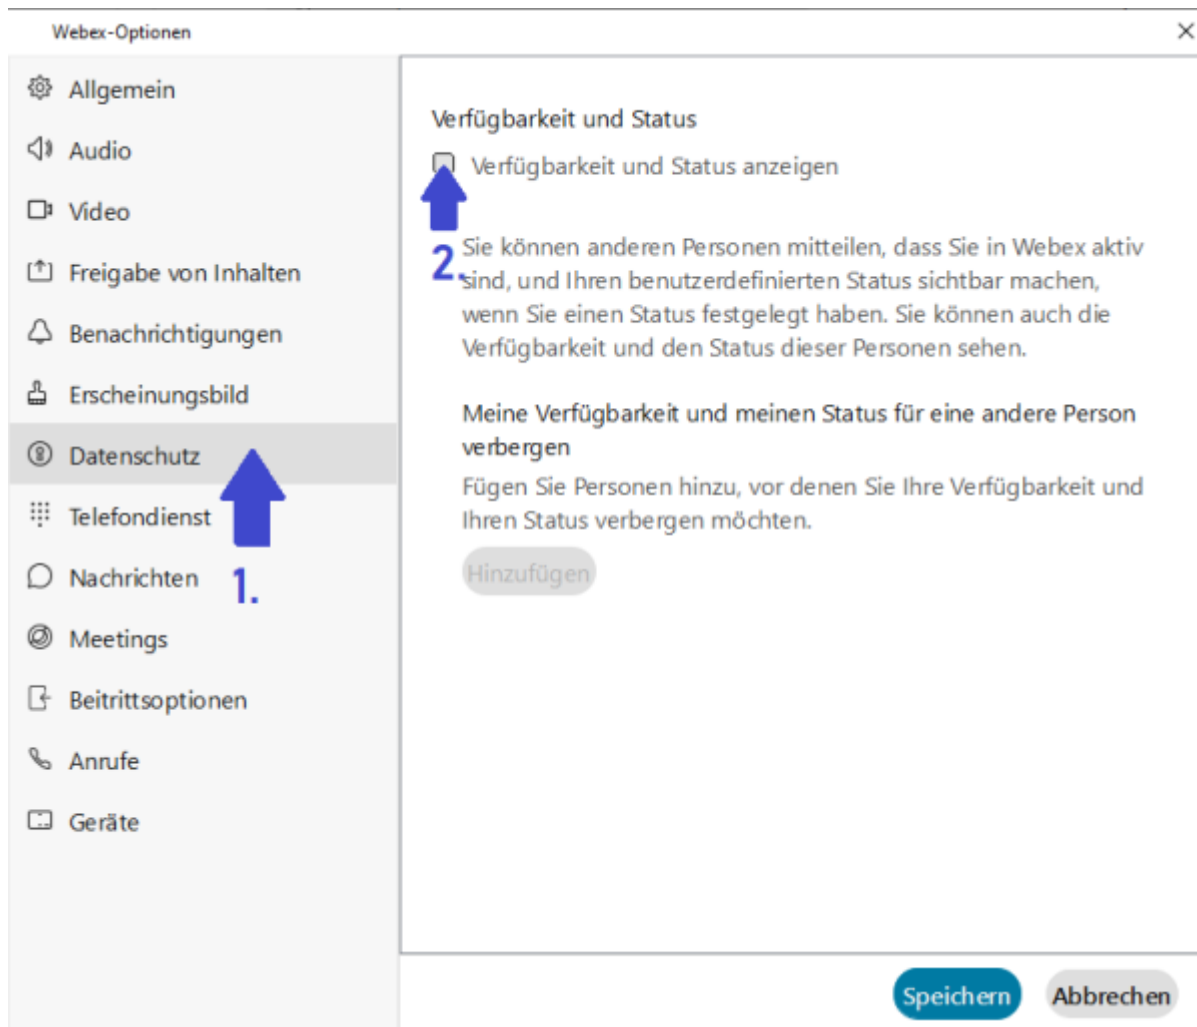 Webex-Optionen
Allgemein
Audio
Video
Freigabe von Inhalten
Benachrichtigungen
Erscheinungsbild
Datenschutz
Telefondienst
Nachrichten
1.
Meetings
Beitrittsoptionen
Anrufe
Geräte
Verfügbarkeit und Status
Verfügbarkeit und Status anzeigen
2.
Sie können anderen Personen mitteilen, dass Sie in Webex aktiv
sind, und Ihren benutzerdefinierten Status sichtbar machen,
wenn Sie einen Status festgelegt haben. Sie können auch die
Verfügbarkeit und den Status dieser Personen sehen.
Meine Verfügbarkeit und meinen Status für eine andere Person
verbergen
Fügen Sie Personen hinzu, vor denen Sie Ihre Verfügbarkeit und
Ihren Status verbergen möchten.
Hinzufügen
Speichern
Abbrechen